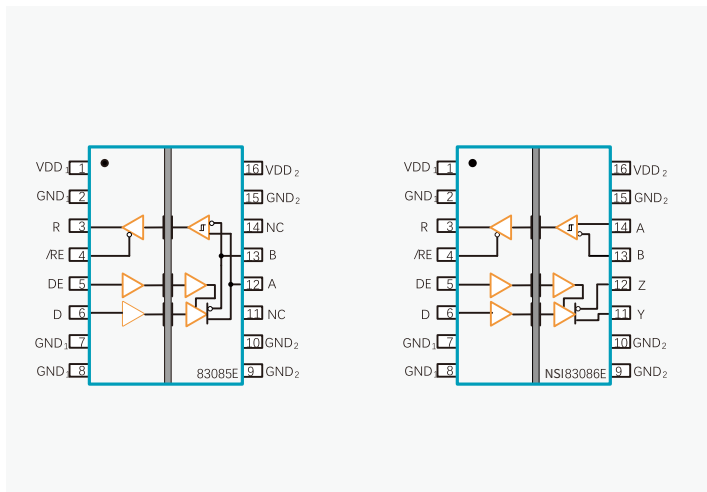 VDD1 1 16 VDD2 VDD1 1 16 VDD2
GND1 2 15 GND2 GND1 2 15 GND2
R 3 14 NC R 3 14 A
/RE 4 13 B /RE 4 13 B
DE 5 12 A DE 5 12 Z
D 6 11 NC D 6 11 Y
GND1 7 10 GND2 GND1 7 10 GND2
GND1 8 83085E 9 GND2 GND1 8 NSI83086E 9 GND2